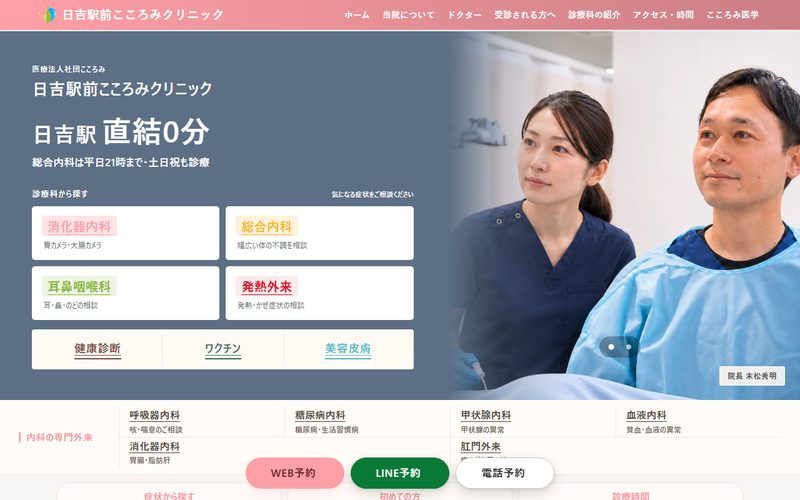 日吉駅前こころみクリニック
ホーム 当院について ドクター 受診される方へ 診療科の紹介 アクセス・時間 こころみ医学
医療法人社団こころみ
日吉駅前こころみクリニック
日吉駅 直結0分
総合内科は平日21時まで・土日祝も診療
診療科から探す 気になる症状をご相談ください
消化器内科 総合内科
胃カメラ・大腸カメラ 幅広い体の不調を相談
耳鼻咽喉科 発熱外来
耳・鼻・のどの相談 発熱・かぜ症状の相談
健康診断 ワクチン 美容皮膚
院長 末松秀明
内科の専門外来
呼吸器内科 糖尿病内科 甲状腺内科 血液内科
咳・喘息のご相談 糖尿病・生活習慣病 甲状腺の異常 貧血・血液の異常
消化器内科 肛門外来
胃腸・脂肪肝
WEB予約 LINE予約 電話予約
症状から探す 初めての方 診療時間